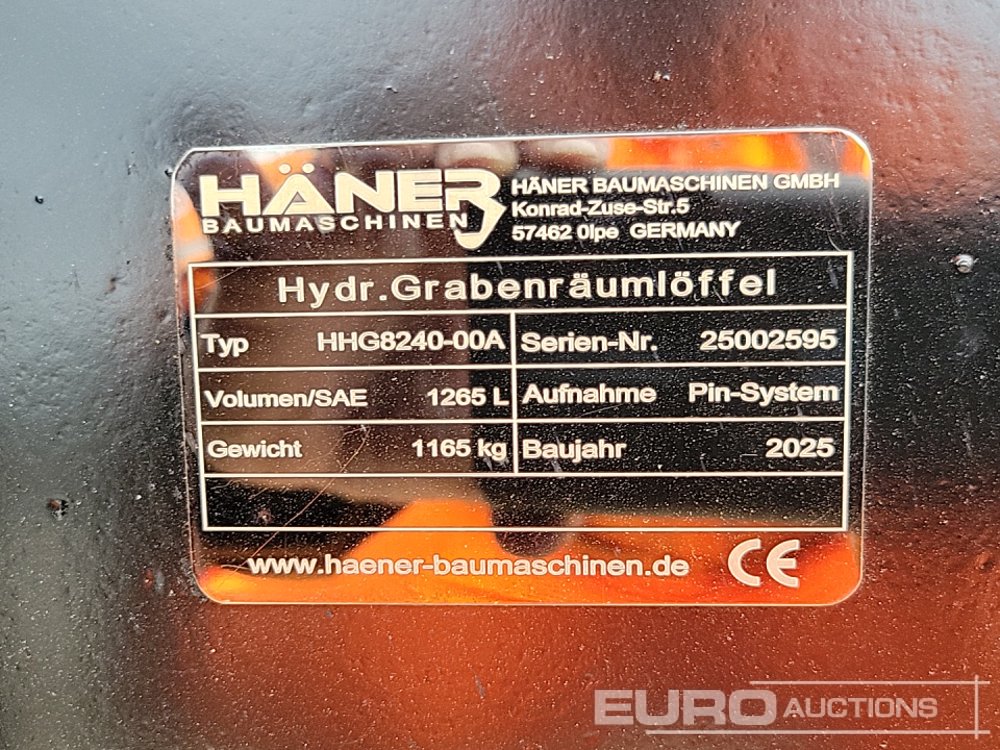 HÄNER
BAUMASCHINEN
HÄNER BAUMASCHINEN GMBH
Konrad-Zuse-Str.5
57462 Olpe GERMANY
Hydr.Grabenräumlöffel
Typ HHG8240-00A Serien-Nr. 25002595
Volumen/SAE 1265 L Aufnahme Pin-System
Gewicht 1165 kg Baujahr 2025
www.haener-baumaschinen.de CE
EURO AUCTIONS